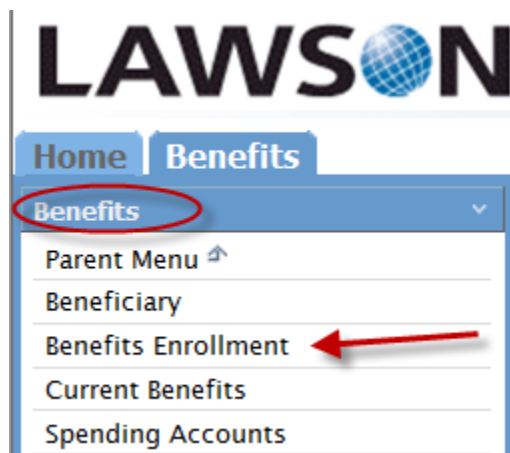 LAWSON
Home Benefits
Benefits
Parent Menu
Beneficiary
Benefits Enrollment
Current Benefits
Spending Accounts